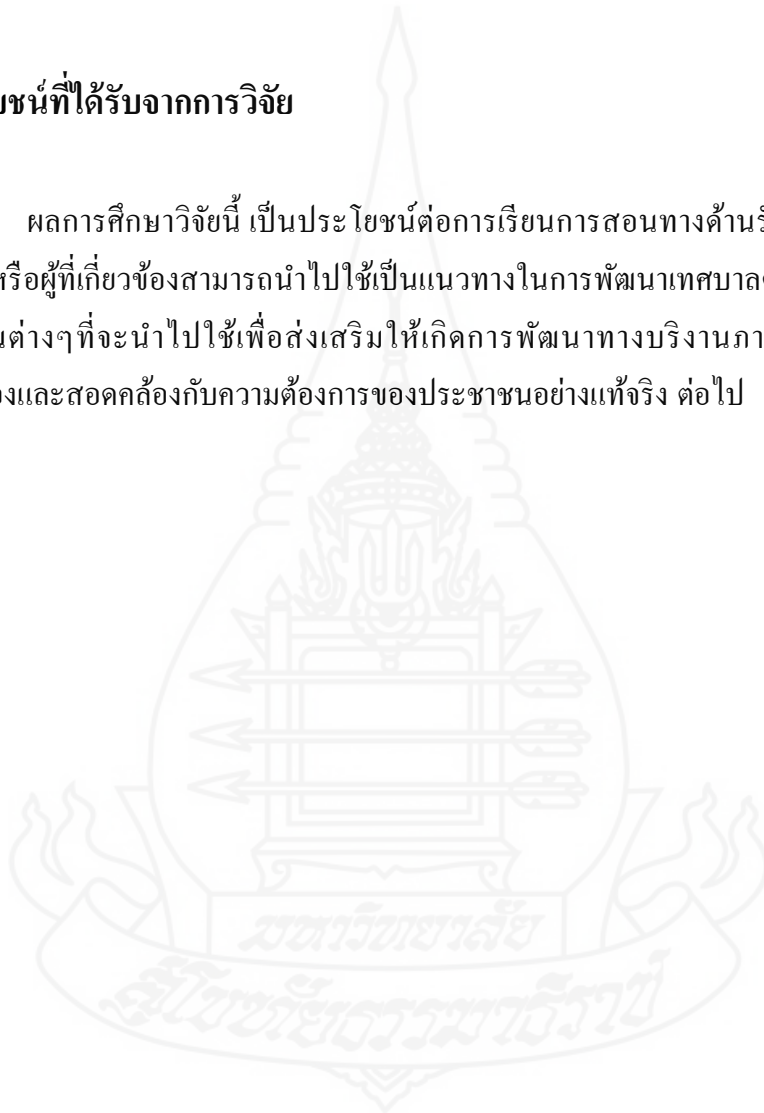 ยชน์ที่ได้รับจากการวิจัย
ผลการศึกษาวิจัยนี้ เป็นประโยชน์ต่อการเรียนการสอนทางด้าน
หรือผู้ที่เกี่ยวข้องสามารถนำไปใช้เป็นแนวทางในการพัฒนาเทศบาล
นต่างๆที่จะนำไปใช้เพื่อส่งเสริมให้เกิดการพัฒนาทางบริงานภา
องและสอดคล้องกับความต้องการของประชาชนอย่างแท้จริง ต่อไป
มหาวิทยาลัย
สุโขทัยธรรมาธิราช